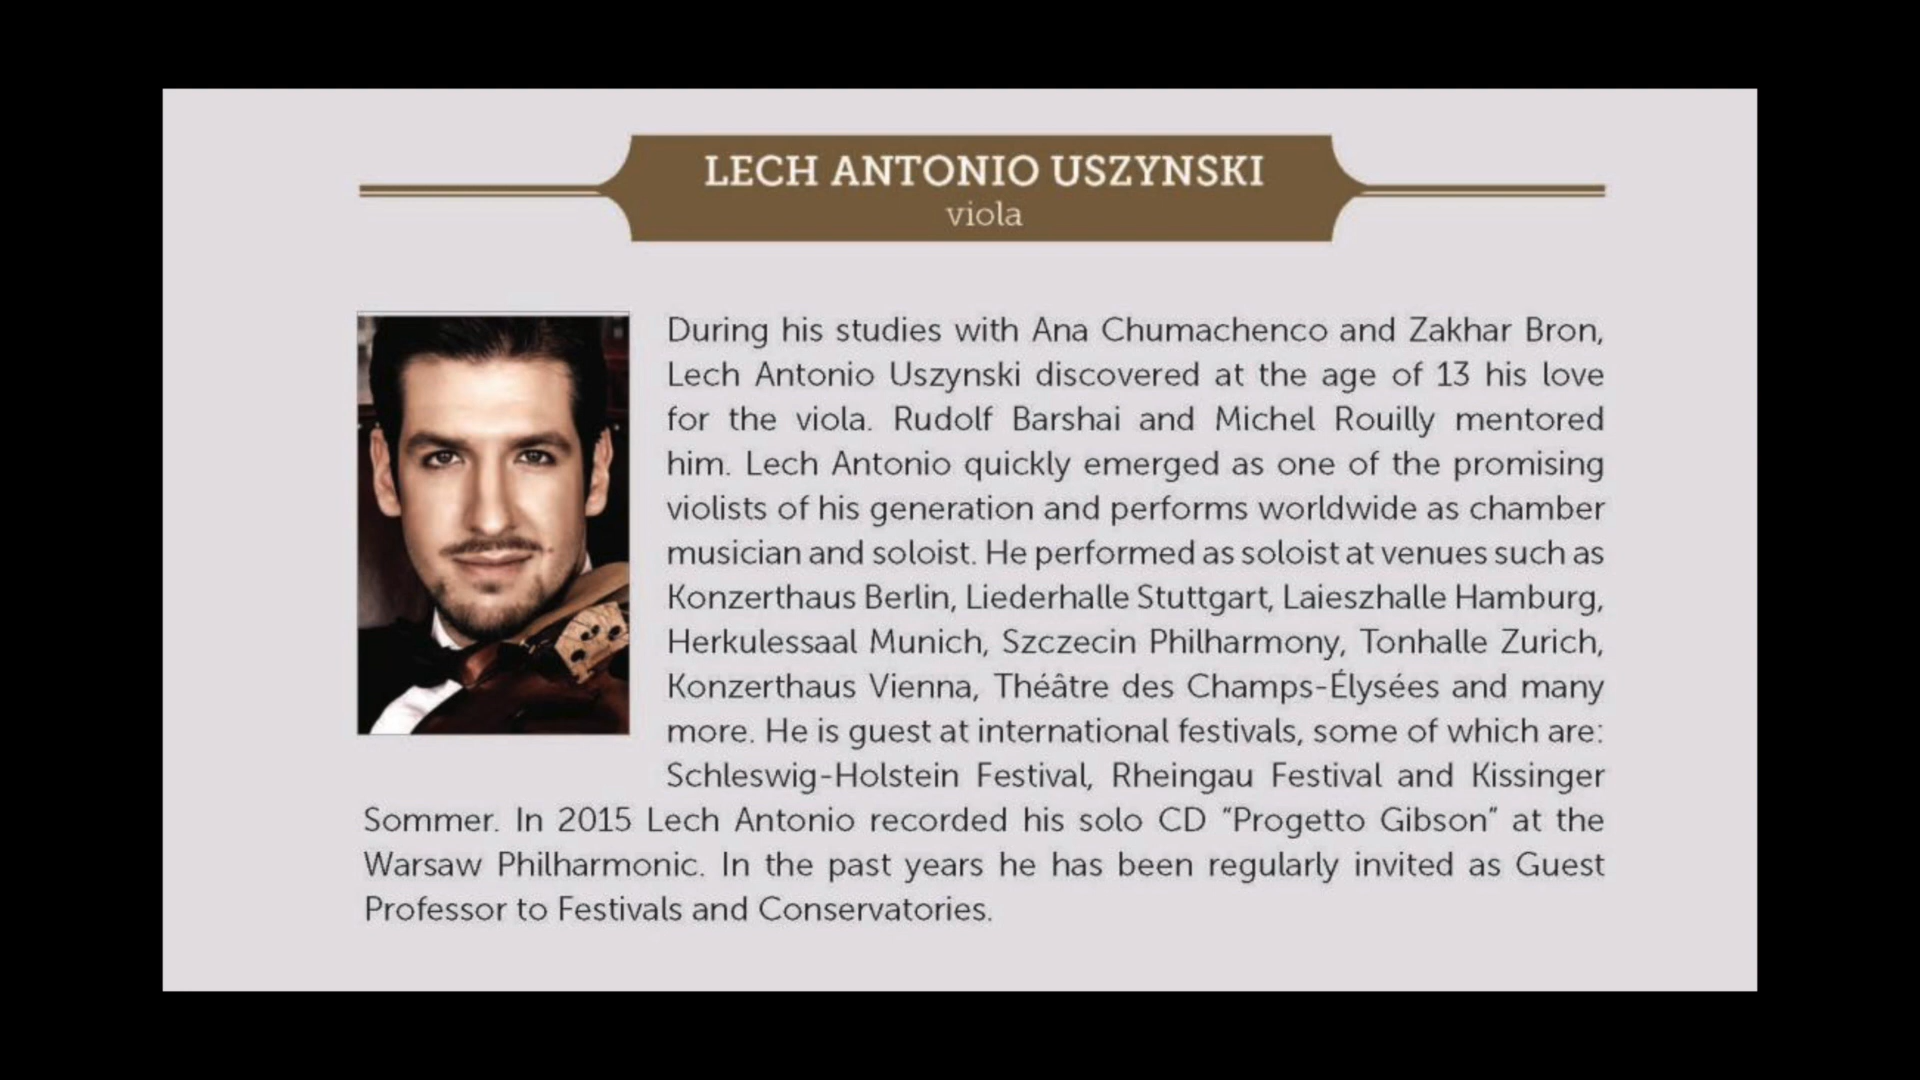 LECH ANTONIO USZYNSKI
viola
During his studies with Ana Chumachenco and Zakhar Bron,
Lech Antonio Uszynski discovered at the age of 13 his love
for the viola. Rudolf Barshai and Michel Rouilly mentored
him. Lech Antonio quickly emerged as one of the promising
violists of his generation and performs worldwide as chamber
musician and soloist. He performed as soloist at venues such as
Konzerthaus Berlin, Liederhalle Stuttgart, Laieszhalle Hamburg,
Herkulessaal Munich, Szczecin Philharmony, Tonhalle Zurich,
Konzerthaus Vienna, Théâtre des Champs-Élysées and many
more. He is guest at international festivals, some of which are:
Schleswig-Holstein Festival, Rheingau Festival and Kissinger
Sommer. In 2015 Lech Antonio recorded his solo CD “Progetto Gibson” at the
Warsaw Philharmonic. In the past years he has been regularly invited as Guest
Professor to Festivals and Conservatories.